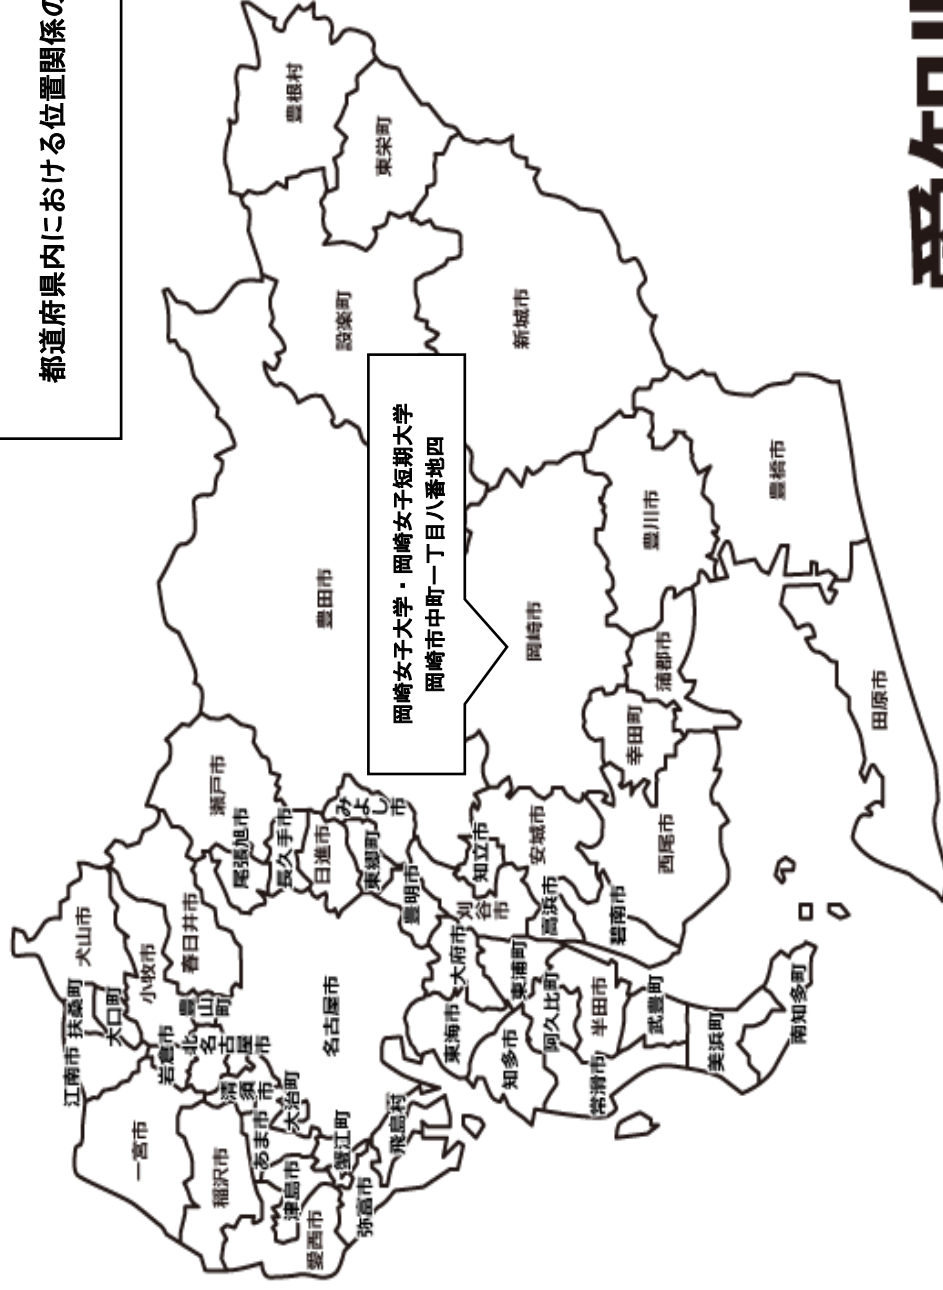 都道府県内における位置関係の
岡崎女子大学・岡崎女子短期大学
岡崎市中町一丁目八番地四
犬山市
扶桑町
大口町
江南市
小牧市
一宮市
岩倉市
春日井市
豊山町
北名古屋市
瀬戸市
稲沢市
清須市
尾張旭市
あま市
長久手市
大治町
津島市
豊根村
日進市
豊田市
愛西市
名古屋市
蟹江町
設楽町
弥富市
東郷町
みよし市
東栄町
飛島村
豊明市
東海市
大府市
刈谷市
知立市
知多市
東浦町
新城市
岡崎市
安城市
高浜市
阿久比町
半田市
常滑市
碧南市
幸田町
豊川市
武豊町
蒲郡市
西尾市
美浜町
豊橋市
南知多町
田原市